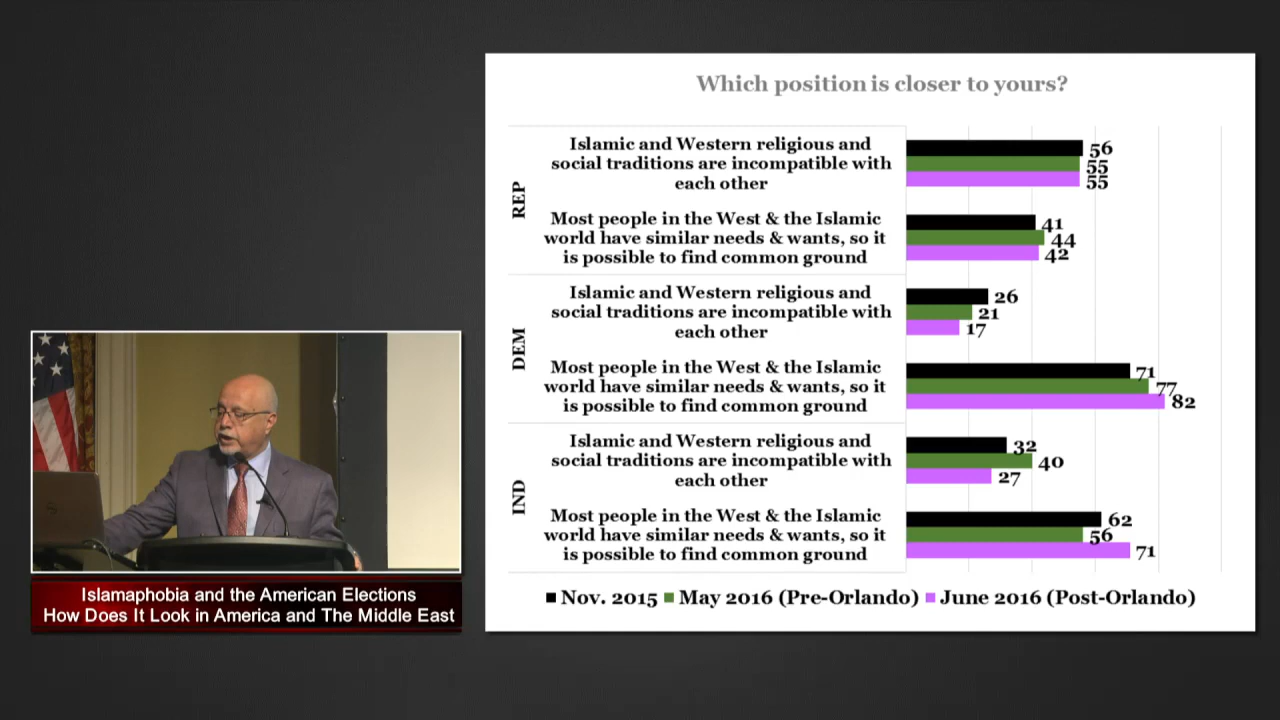 Which position is closer to yours?
REP
Islamic and Western religious and
social traditions are incompatible with
each other
56
55
55
Most people in the West & the Islamic
world have similar needs & wants, so it
is possible to find common ground
41
44
42
DEM
Islamic and Western religious and
social traditions are incompatible with
each other
26
21
17
Most people in the West & the Islamic
world have similar needs & wants, so it
is possible to find common ground
71
77
82
IND
Islamic and Western religious and
social traditions are incompatible with
each other
32
40
27
Most people in the West & the Islamic
world have similar needs & wants, so it
is possible to find common ground
62
56
71
Nov. 2015 May 2016 (Pre-Orlando) June 2016 (Post-Orlando)
Islamaphobia and the American Elections
How Does It Look in America and The Middle East